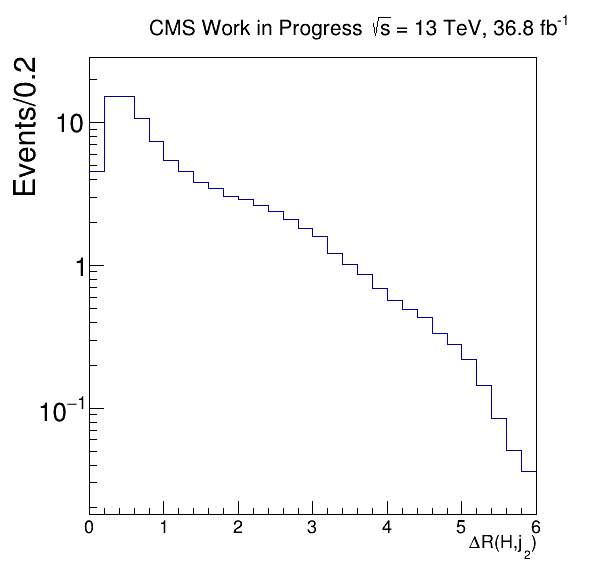 CMS Work in Progress √s = 13 TeV, 36.8 fb⁻¹
Events/0.2
10
1
10⁻¹
0 1 2 3 4 5 6
ΔR(H,j₂)